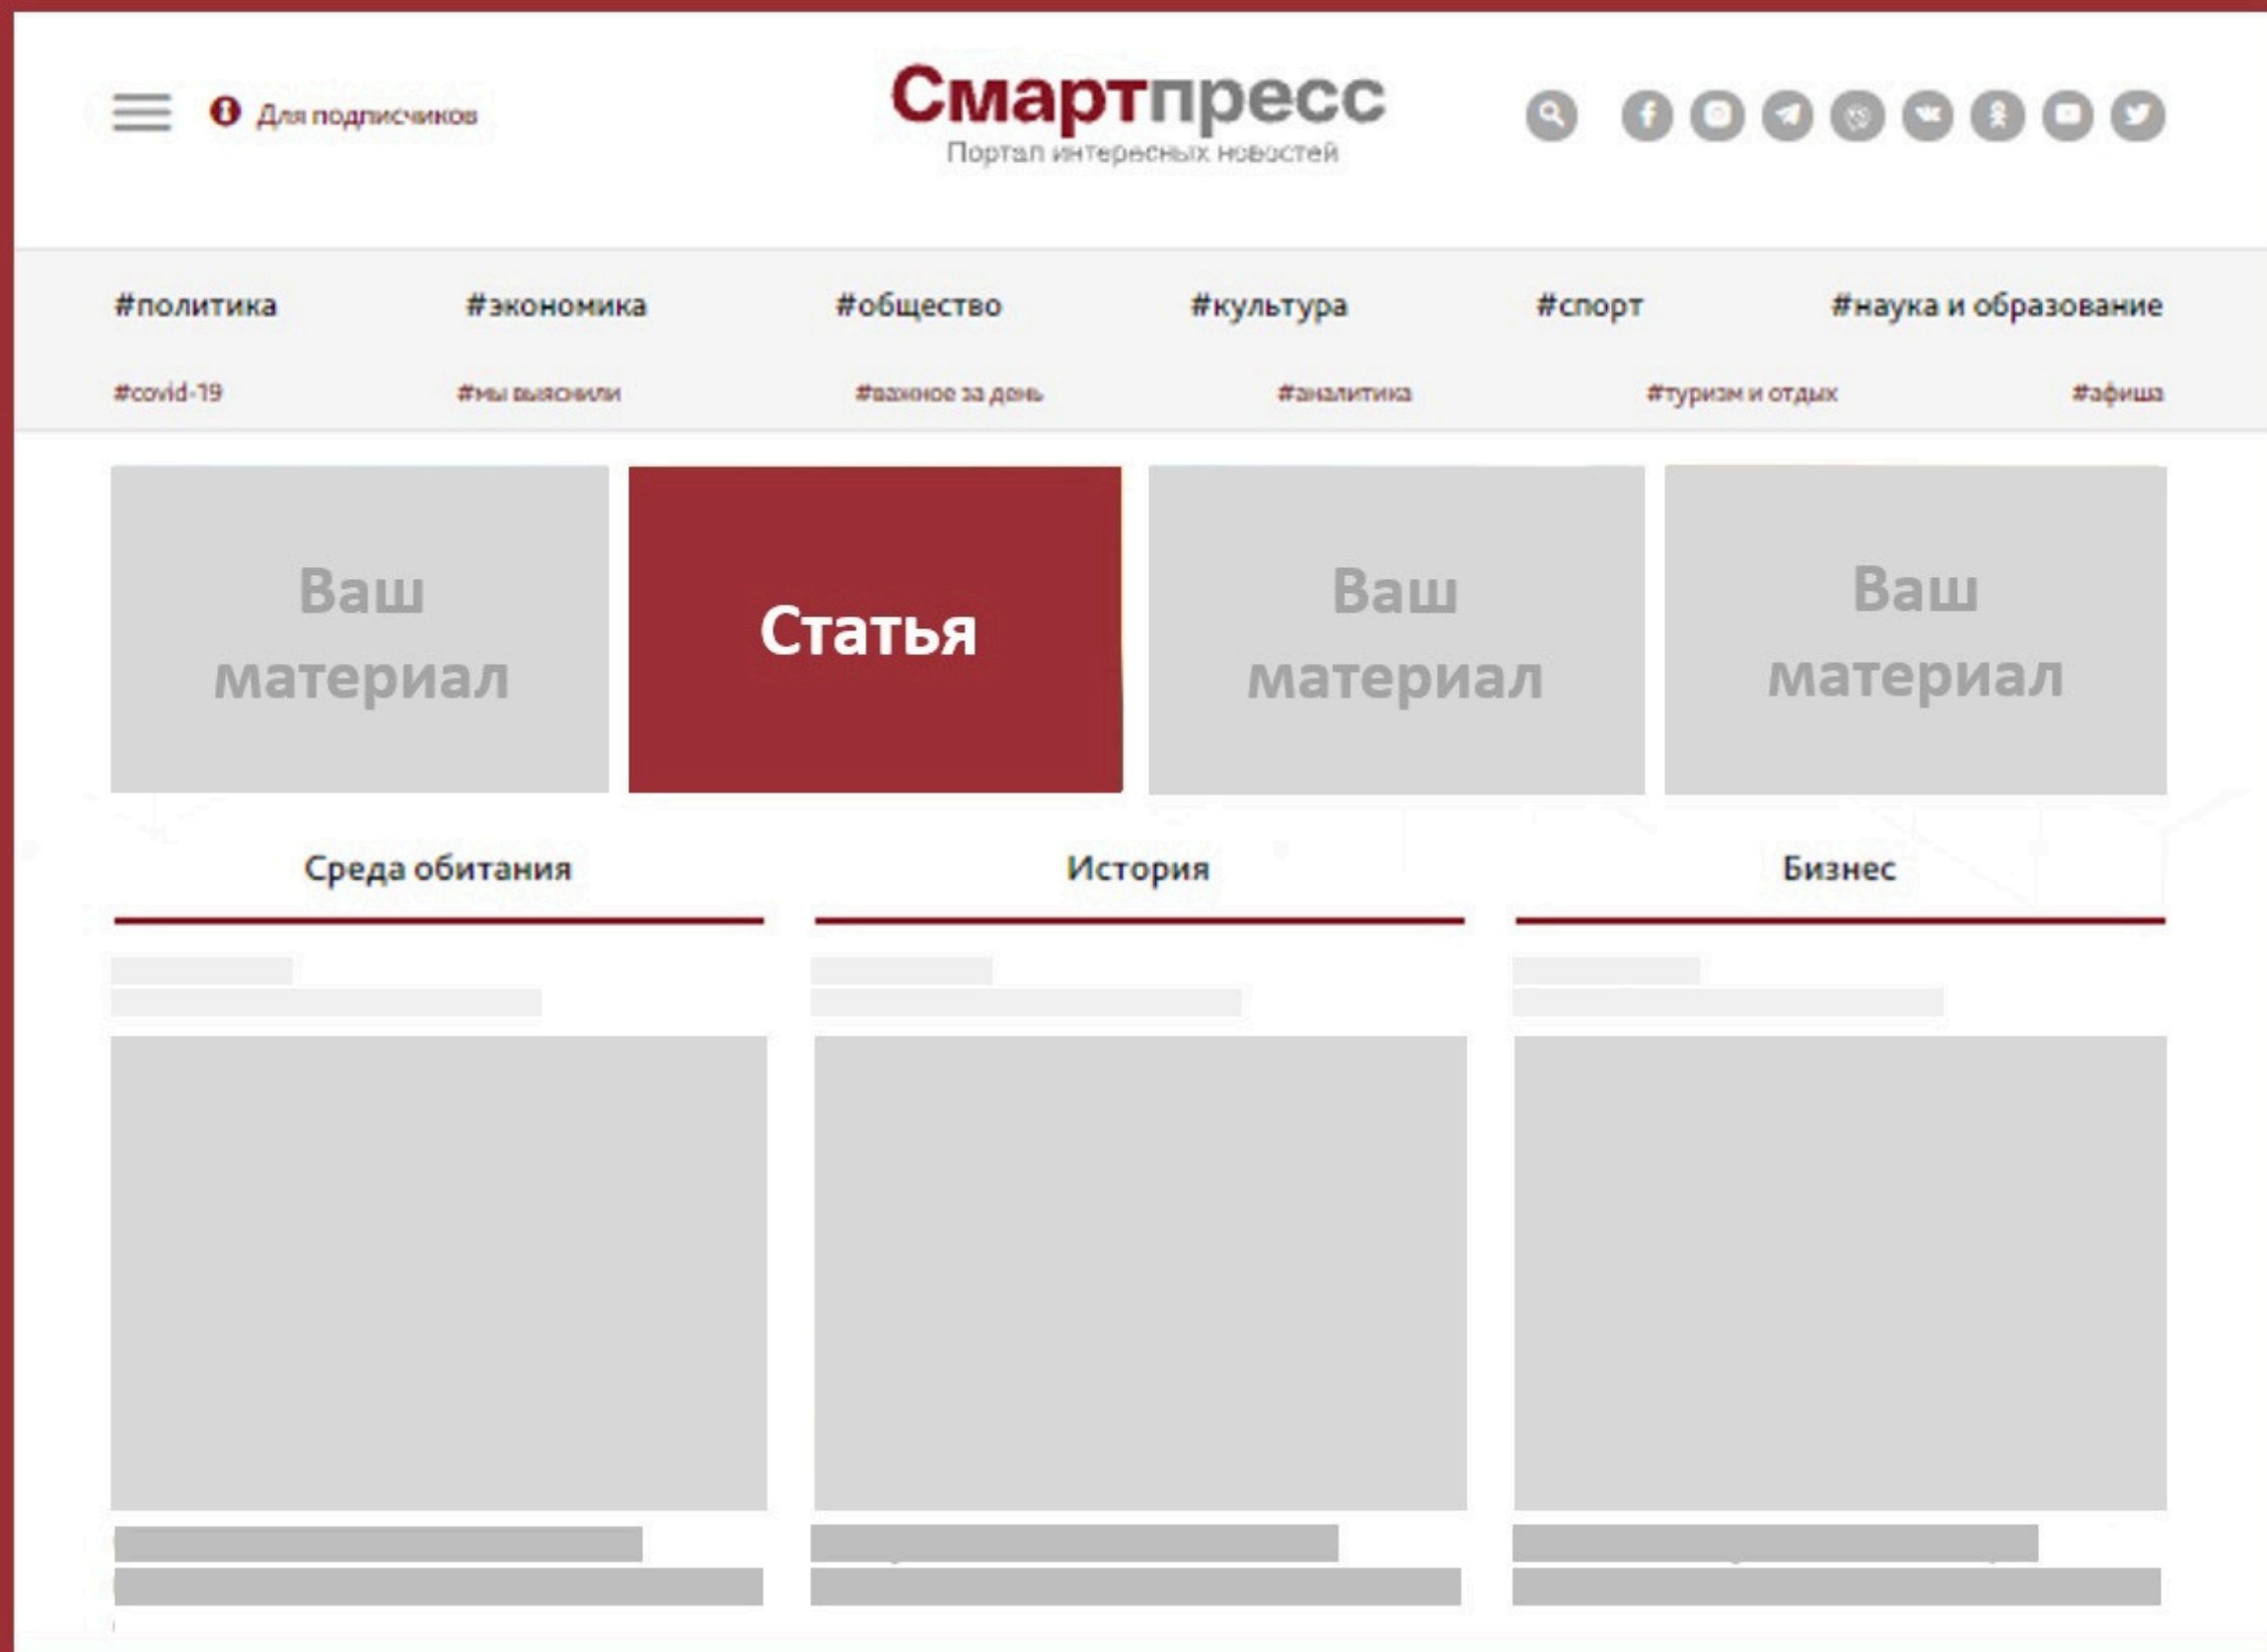 Для подписчиков
Смартпресс
Портал интересных новостей
#политика #экономика #общество #культура #спорт #наука и образование
#covid-19 #мы выяснили #важное за день #аналитика #туризм и отдых #афиша
Ваш материал
Статья
Ваш материал
Ваш материал
Среда обитания История Бизнес